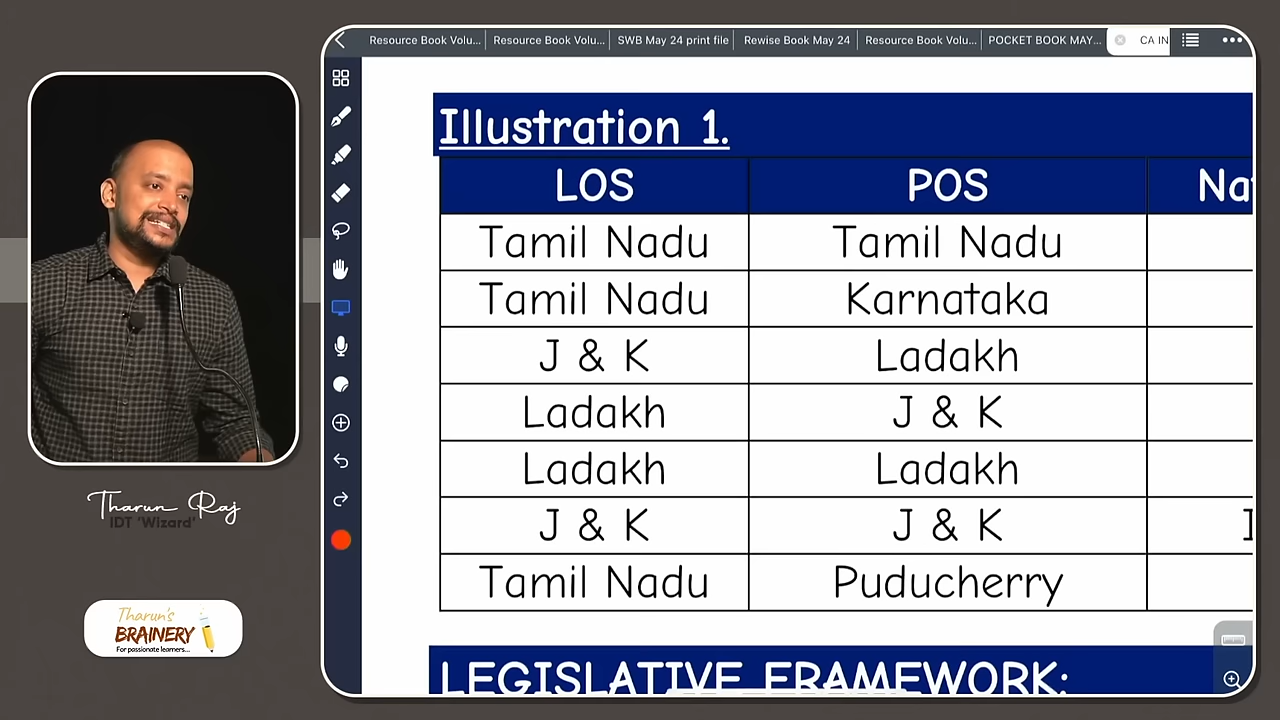 Resource Book Volu... Resource Book Volu... SWB May 24 print file Rewise Book May 24 Resource Book Volu... POCKET BOOK MAY... CA IN
Illustration 1.
LOS POS Na
Tamil Nadu Tamil Nadu
Tamil Nadu Karnataka
J & K Ladakh
Ladakh J & K
Ladakh Ladakh
J & K J & K
Tamil Nadu Puducherry
LEGISLATIVE FRAMEWORK:
Tharun Raj
IDT 'Wizard'
Tharun's
BRAINERY
For passionate learners...